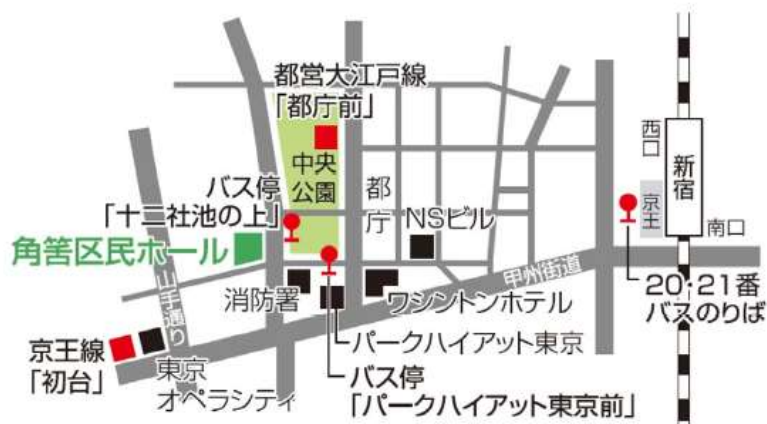 都営大江戸線
「都庁前」
中央
公園
バス停
「十二社池の上」
角筈区民ホール
都庁
NSビル
西口
新宿
京王
南口
山手通り
消防署
ワシントンホテル
甲州街道
20・21番
バスのりば
パークハイアット東京
京王線
「初台」
東京
オペラシティ
バス停
「パークハイアット東京前」